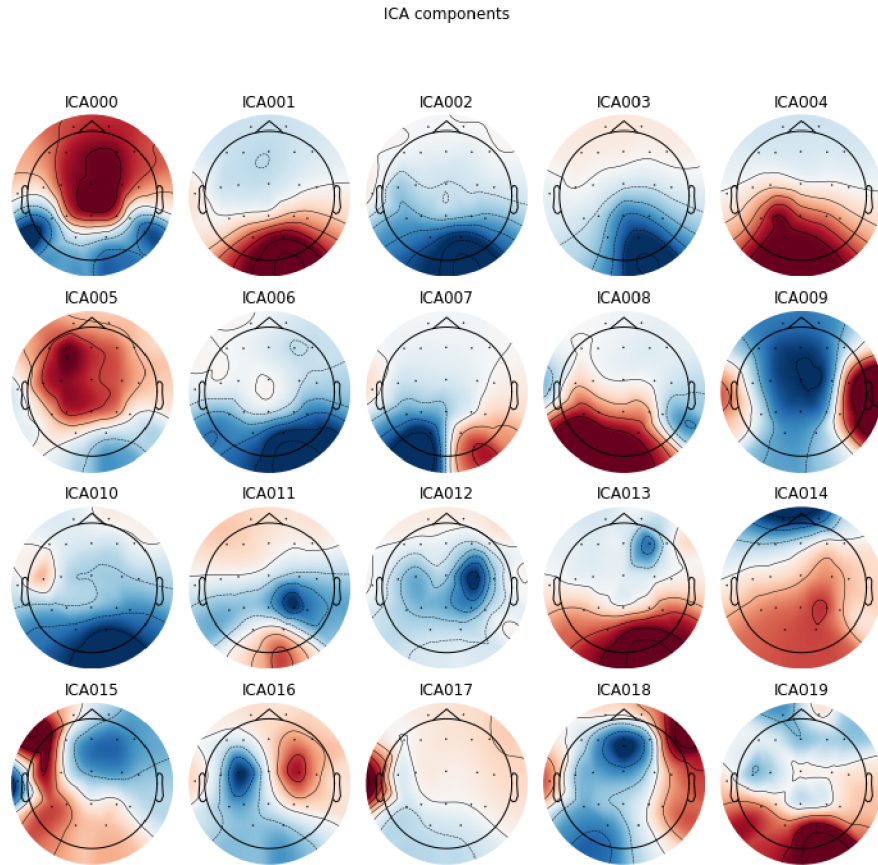 ICA components
ICA000 ICA001 ICA002 ICA003 ICA004
ICA005 ICA006 ICA007 ICA008 ICA009
ICA010 ICA011 ICA012 ICA013 ICA014
ICA015 ICA016 ICA017 ICA018 ICA019